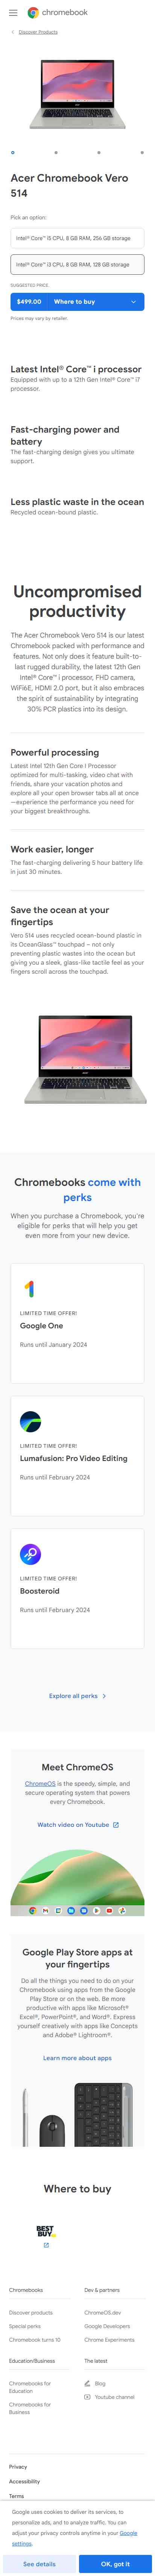 chromebook
Discover Products
acer
Acer Chromebook Vero
514
Pick an option:
Intel® Core™ i5 CPU, 8 GB RAM, 256 GB storage
Intel® Core™ i3 CPU, 8 GB RAM, 128 GB storage
SUGGESTED PRICE
$499.00 Where to buy
Prices may vary by retailer.
Latest Intel® Core™ i processor
Equipped with up to a 12th Gen Intel® Core™ i7
processor.
Fast-charging power and
battery
The fast-charging design gives you ultimate
support.
Less plastic waste in the ocean
Recycled ocean-bound plastic.
Uncompromised
productivity
The Acer Chromebook Vero 514 is our latest
Chromebook packed with performance and
features. You not only benefit from built-to-
last rugged durability, the latest 12th Gen
Intel® Core™ i processor, FHD camera,
WiFi6E, HDMI 2.0 port, but it also embraces
the spirit of sustainability by integrating
30% PCR plastics into its design.
Powerful processing
Latest Intel 12th Gen Core i Processor
optimized for multi-tasking, video chat with
friends, share your vacation photos and
explore all your open browser tabs all at once
—experience the performance you need for
your biggest breakthroughs.
Work easier, longer
The fast-charging delivering 5 hour battery life
in just 30 minutes.
Save the ocean at your
fingertips
Vero 514 uses recycled ocean-bound plastic in
its OceanGlass™ touchpad – not only
preventing plastic wastes into the ocean but
giving you a sleek, glass-like tactile feel as your
fingers scroll across the touchpad.
acer
Chromebooks come with
perks
When you purchase a Chromebook, you're
eligible for perks that will help you get
even more from your new device.
LIMITED TIME OFFER!
Google One
Runs until January 2024
LIMITED TIME OFFER!
Lumafusion: Pro Video Editing
Runs until February 2024
LIMITED TIME OFFER!
Boosteroid
Runs until February 2024
Explore all perks
Meet ChromeOS
ChromeOS is the speedy, simple, and
secure operating system that powers
every Chromebook.
Watch video on Youtube
Google Play Store apps at
your fingertips
Do all the things you need to do on your
Chromebook using apps from the Google
Play Store or on the web. Be more
productive with apps like Microsoft®
Excel®, PowerPoint®, and Word®. Express
yourself creatively with apps like Concepts
and Adobe® Lightroom®.
Learn more about apps
Where to buy
BEST
BUY
Chromebooks
Discover products
Special perks
Chromebook turns 10
Dev & partners
ChromeOS.dev
Google Developers
Chrome Experiments
Education/Business
Chromebooks for
Education
Chromebooks for
Business
The latest
Blog
Youtube channel
Privacy
Accessibility
Terms
Google uses cookies to deliver its services, to
personalize ads, and to analyze traffic. You can
adjust your privacy controls anytime in your Google
settings.
See details
OK, got it